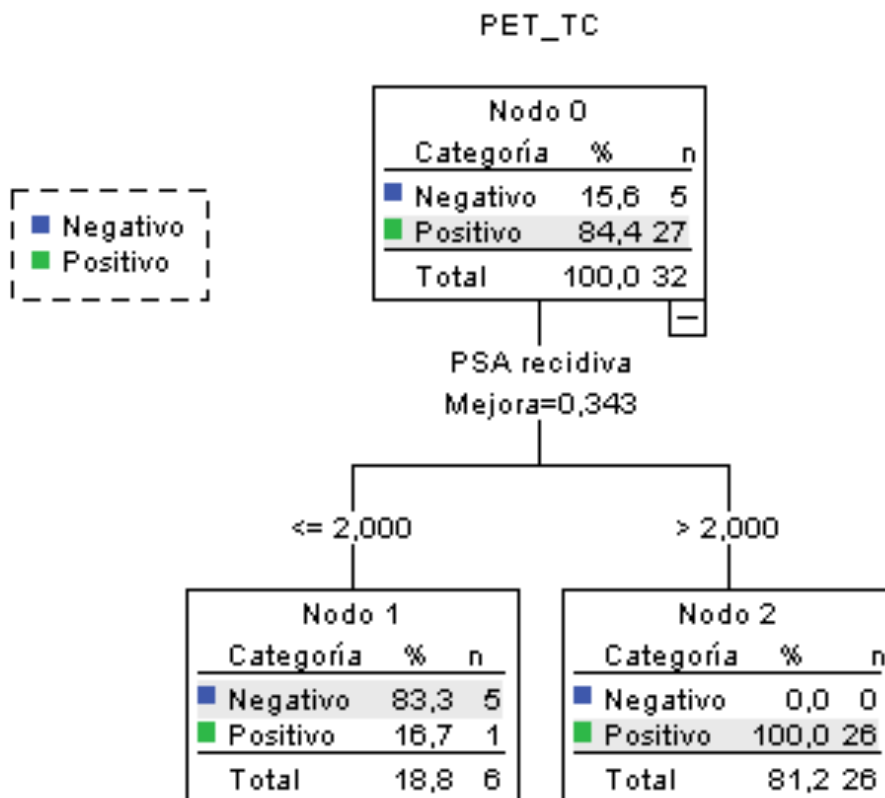 PET_TC
Nodo 0
Categoría % n
Negativo 15,6 5
Positivo 84,4 27
Total 100,0 32
Negativo
Positivo
PSA recidiva
Mejora=0,343
<= 2,000
> 2,000
Nodo 1
Categoría % n
Negativo 83,3 5
Positivo 16,7 1
Total 18,8 6
Nodo 2
Categoría % n
Negativo 0,0 0
Positivo 100,0 26
Total 81,2 26